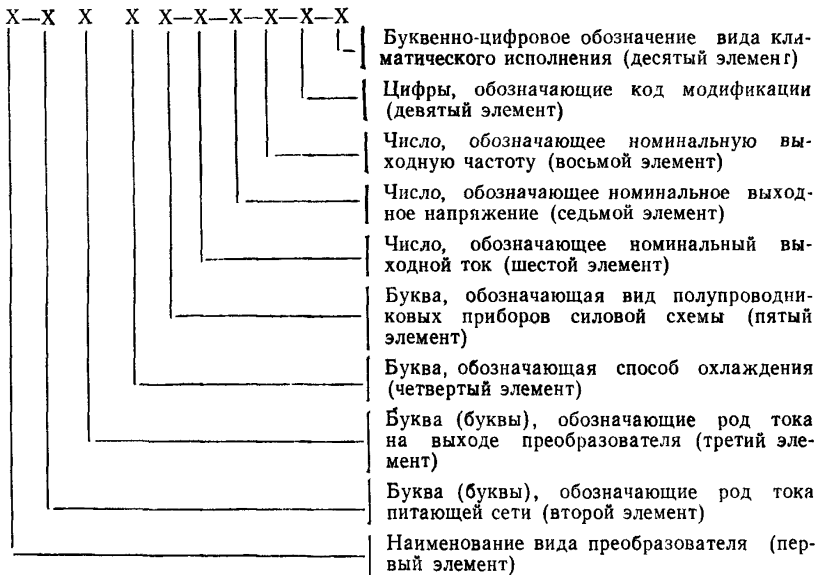 Х—Х Х Х Х—Х—Х—Х—Х—Х
Буквенно-цифровое обозначение вида кли-
матического исполнения (десятый элемент)
Цифры, обозначающие код модификации
(девятый элемент)
Число, обозначающее номинальную вы-
ходную частоту (восьмой элемент)
Число, обозначающее номинальное выход-
ное напряжение (седьмой элемент)
Число, обозначающее номинальный вы-
ходной ток (шестой элемент)
Буква, обозначающая вид полупроводни-
ковых приборов силовой схемы (пятый
элемент)
Буква, обозначающая способ охлаждения
(четвертый элемент)
Буква (буквы), обозначающие род тока
на выходе преобразователя (третий эле-
мент)
Буква (буквы), обозначающие род тока
питающей сети (второй элемент)
Наименование вида преобразователя (пер-
вый элемент)